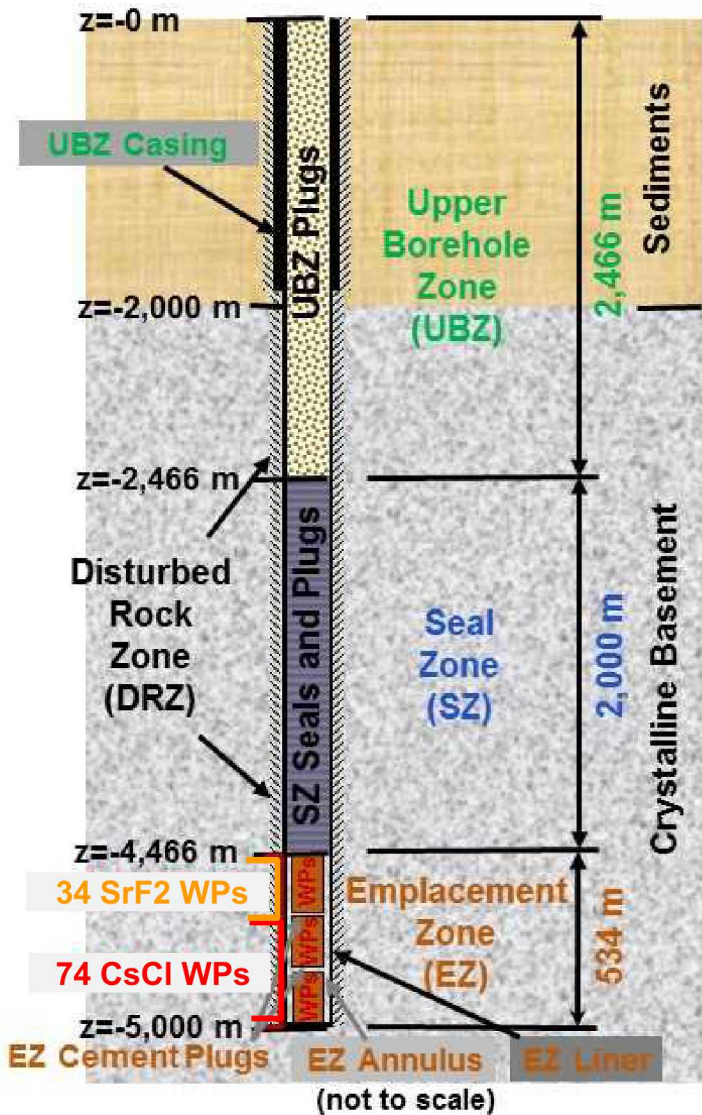 z=-0 m
UBZ Casing
UBZ Plugs
Upper
Borehole
Zone
(UBZ)
2,466 m
Sediments
z=-2,000 m
z=-2,466 m
Disturbed
Rock
Zone
(DRZ)
SZ Seals and Plugs
Seal
Zone
(SZ)
2,000 m
Crystalline Basement
z=-4,466 m
34 SrF2 WPs
74 CsCl WPs
WPs
WPs
WPs
Emplacement
Zone
(EZ)
534 m
z=-5,000 m
EZ Cement Plugs
EZ Annulus
EZ Liner
(not to scale)